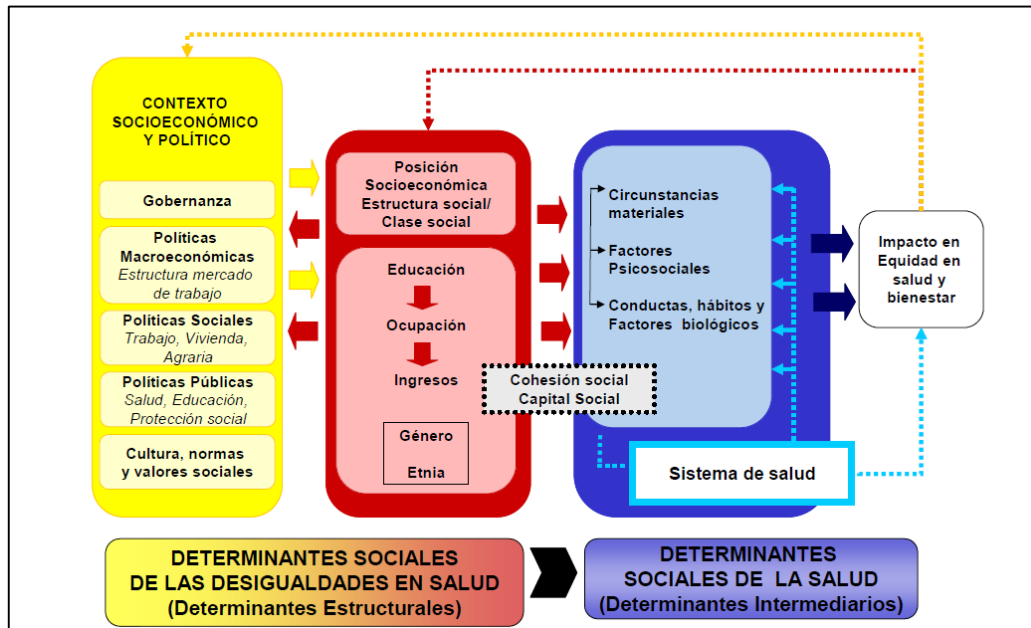 CONTEXTO
SOCIOECONÓMICO
Y POLÍTICO
Gobernanza
Políticas
Macroeconómicas
Estructura mercado
de trabajo
Políticas Sociales
Trabajo, Vivienda,
Agraria
Políticas Públicas
Salud, Educación,
Protección social
Cultura, normas
y valores sociales
Posición
Socioeconómica
Estructura social/
Clase social
Educación
Ocupación
Ingresos
Género
Etnia
Cohesión social
Capital Social
Circunstancias
materiales
Factores
Psicosociales
Conductas, hábitos y
Factores biológicos
Sistema de salud
Impacto en
Equidad en
salud y
bienestar
DETERMINANTES SOCIALES
DE LAS DESIGUALDADES EN SALUD
(Determinantes Estructurales)
DETERMINANTES
SOCIALES DE LA SALUD
(Determinantes Intermediarios)